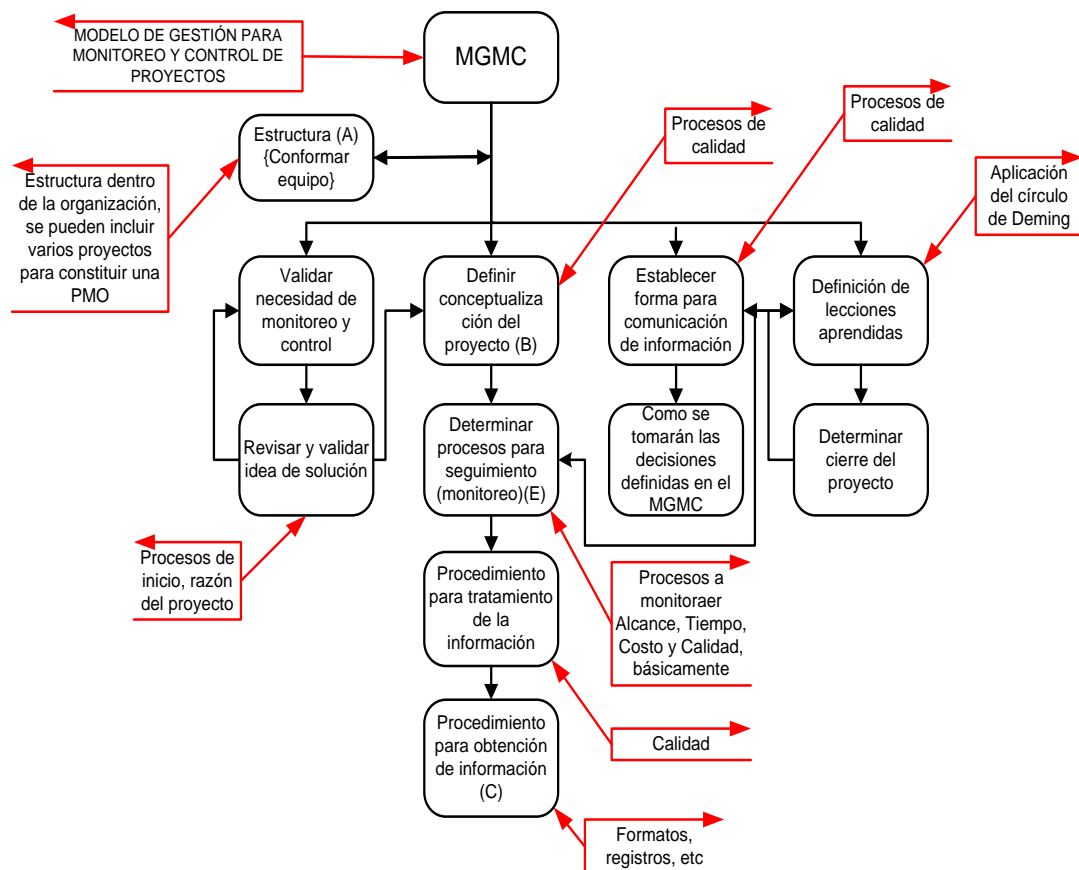 MODELO DE GESTIÓN PARA
MONITOREO Y CONTROL DE
PROYECTOS
MGMC
Estructura (A)
{Conformar
equipo}
Procesos de
calidad
Procesos de
calidad
Aplicación
del círculo
de Deming
Estructura dentro
de la organización,
se pueden incluir
varios proyectos
para constituir una
PMO
Validar
necesidad de
monitoreo y
control
Definir
conceptualiza
ción del
proyecto (B)
Establecer
forma para
comunicación
de información
Definición de
lecciones
aprendidas
Revisar y validar
idea de solución
Determinar
procesos para
seguimiento
(monitoreo)(E)
Como se
tomarán las
decisiones
definidas en el
MGMC
Determinar
cierre del
proyecto
Procesos de
inicio, razón
del proyecto
Procedimiento
para tratamiento
de la
información
Procesos a
monitoraer
Alcance, Tiempo,
Costo y Calidad,
básicamente
Procedimiento
para obtención
de información
(C)
Calidad
Formatos,
registros, etc